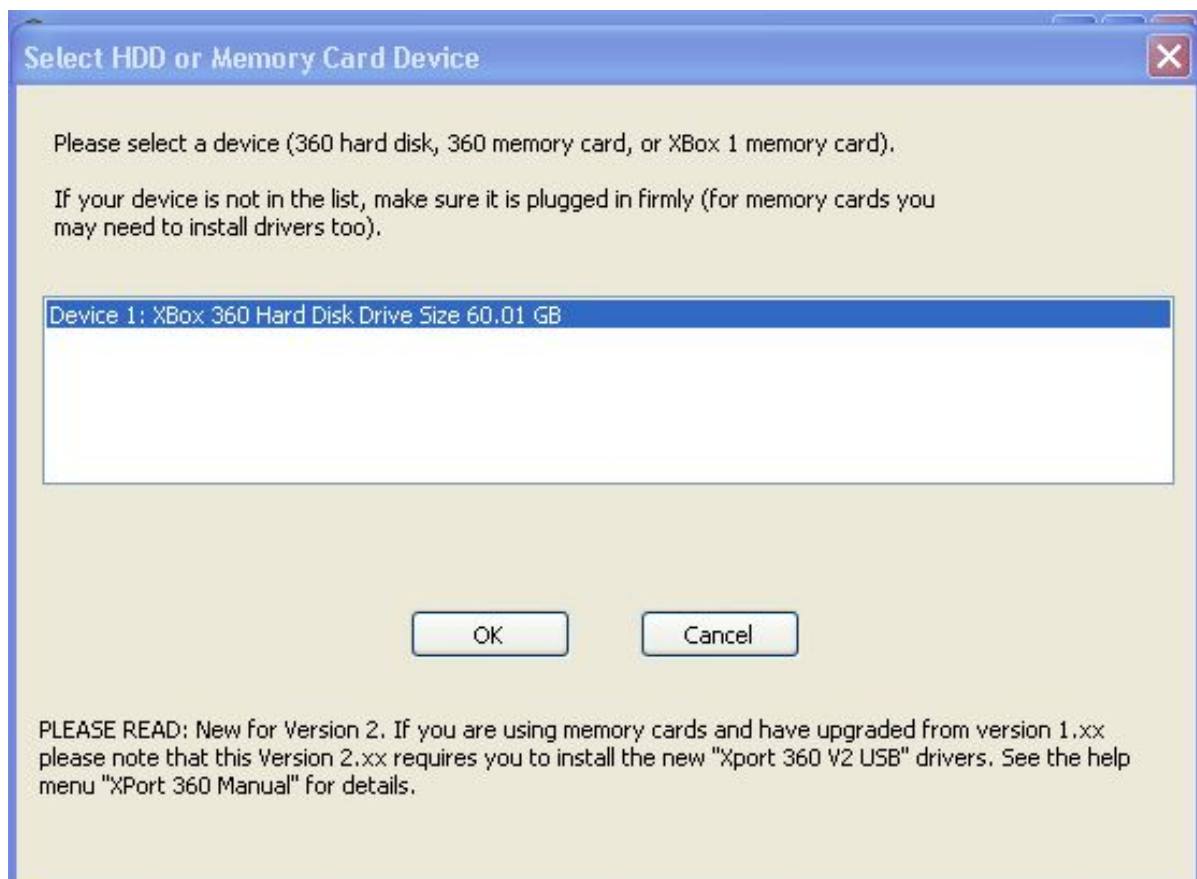 Select HDD or Memory Card Device
Please select a device (360 hard disk, 360 memory card, or XBox 1 memory card).
If your device is not in the list, make sure it is plugged in firmly (for memory cards you
may need to install drivers too).
Device 1: XBox 360 Hard Disk Drive Size 60.01 GB
OK
Cancel
PLEASE READ: New for Version 2. If you are using memory cards and have upgraded from version 1.xx
please note that this Version 2.xx requires you to install the new "Xport 360 V2 USB" drivers. See the help
menu "XPort 360 Manual" for details.